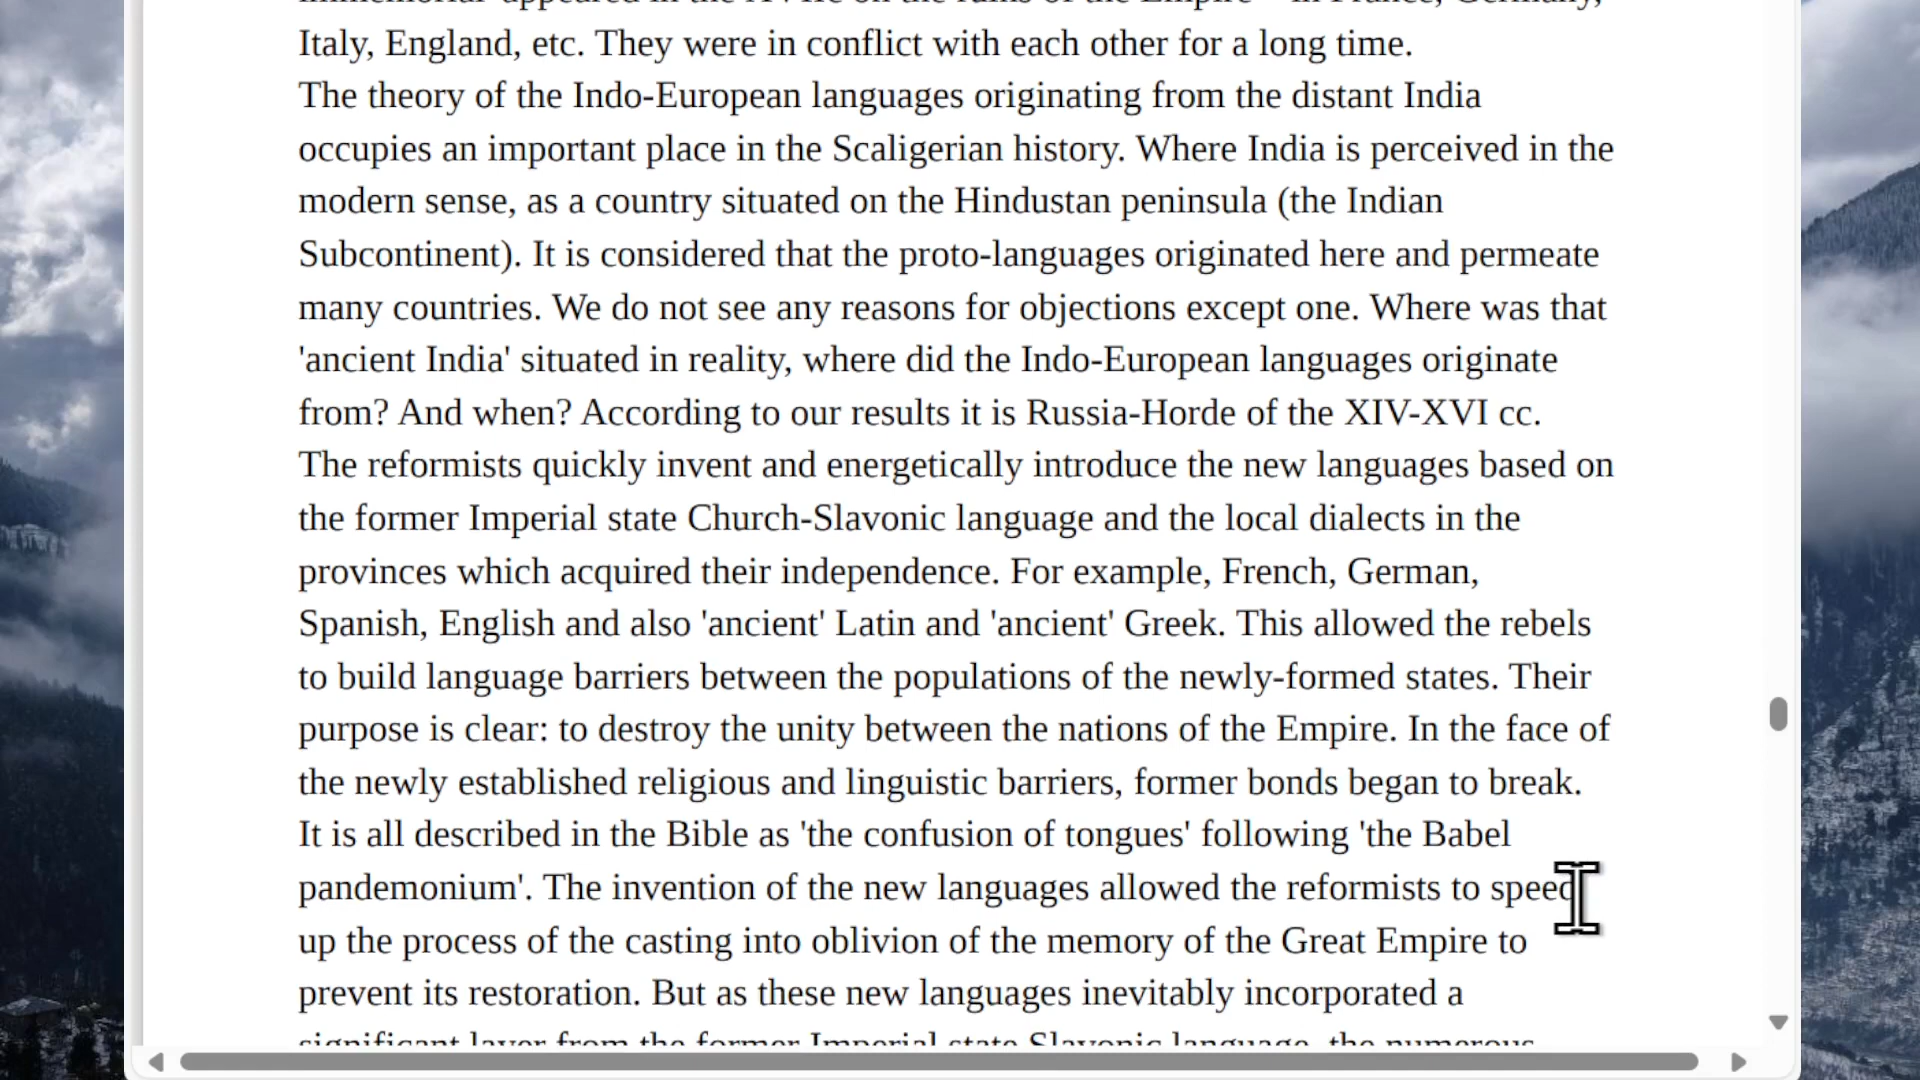 Italy, England, etc. They were in conflict with each other for a long time.
The theory of the Indo-European languages originating from the distant India
occupies an important place in the Scaligerian history. Where India is perceived in the
modern sense, as a country situated on the Hindustan peninsula (the Indian
Subcontinent). It is considered that the proto-languages originated here and permeate
many countries. We do not see any reasons for objections except one. Where was that
'ancient India' situated in reality, where did the Indo-European languages originate
from? And when? According to our results it is Russia-Horde of the XIV-XVI cc.
The reformists quickly invent and energetically introduce the new languages based on
the former Imperial state Church-Slavonic language and the local dialects in the
provinces which acquired their independence. For example, French, German,
Spanish, English and also 'ancient' Latin and 'ancient' Greek. This allowed the rebels
to build language barriers between the populations of the newly-formed states. Their
purpose is clear: to destroy the unity between the nations of the Empire. In the face of
the newly established religious and linguistic barriers, former bonds began to break.
It is all described in the Bible as 'the confusion of tongues' following 'the Babel
pandemonium'. The invention of the new languages allowed the reformists to speed
up the process of the casting into oblivion of the memory of the Great Empire to
prevent its restoration. But as these new languages inevitably incorporated a
significant layer from the former Imperial state Slavonic language, the numerous